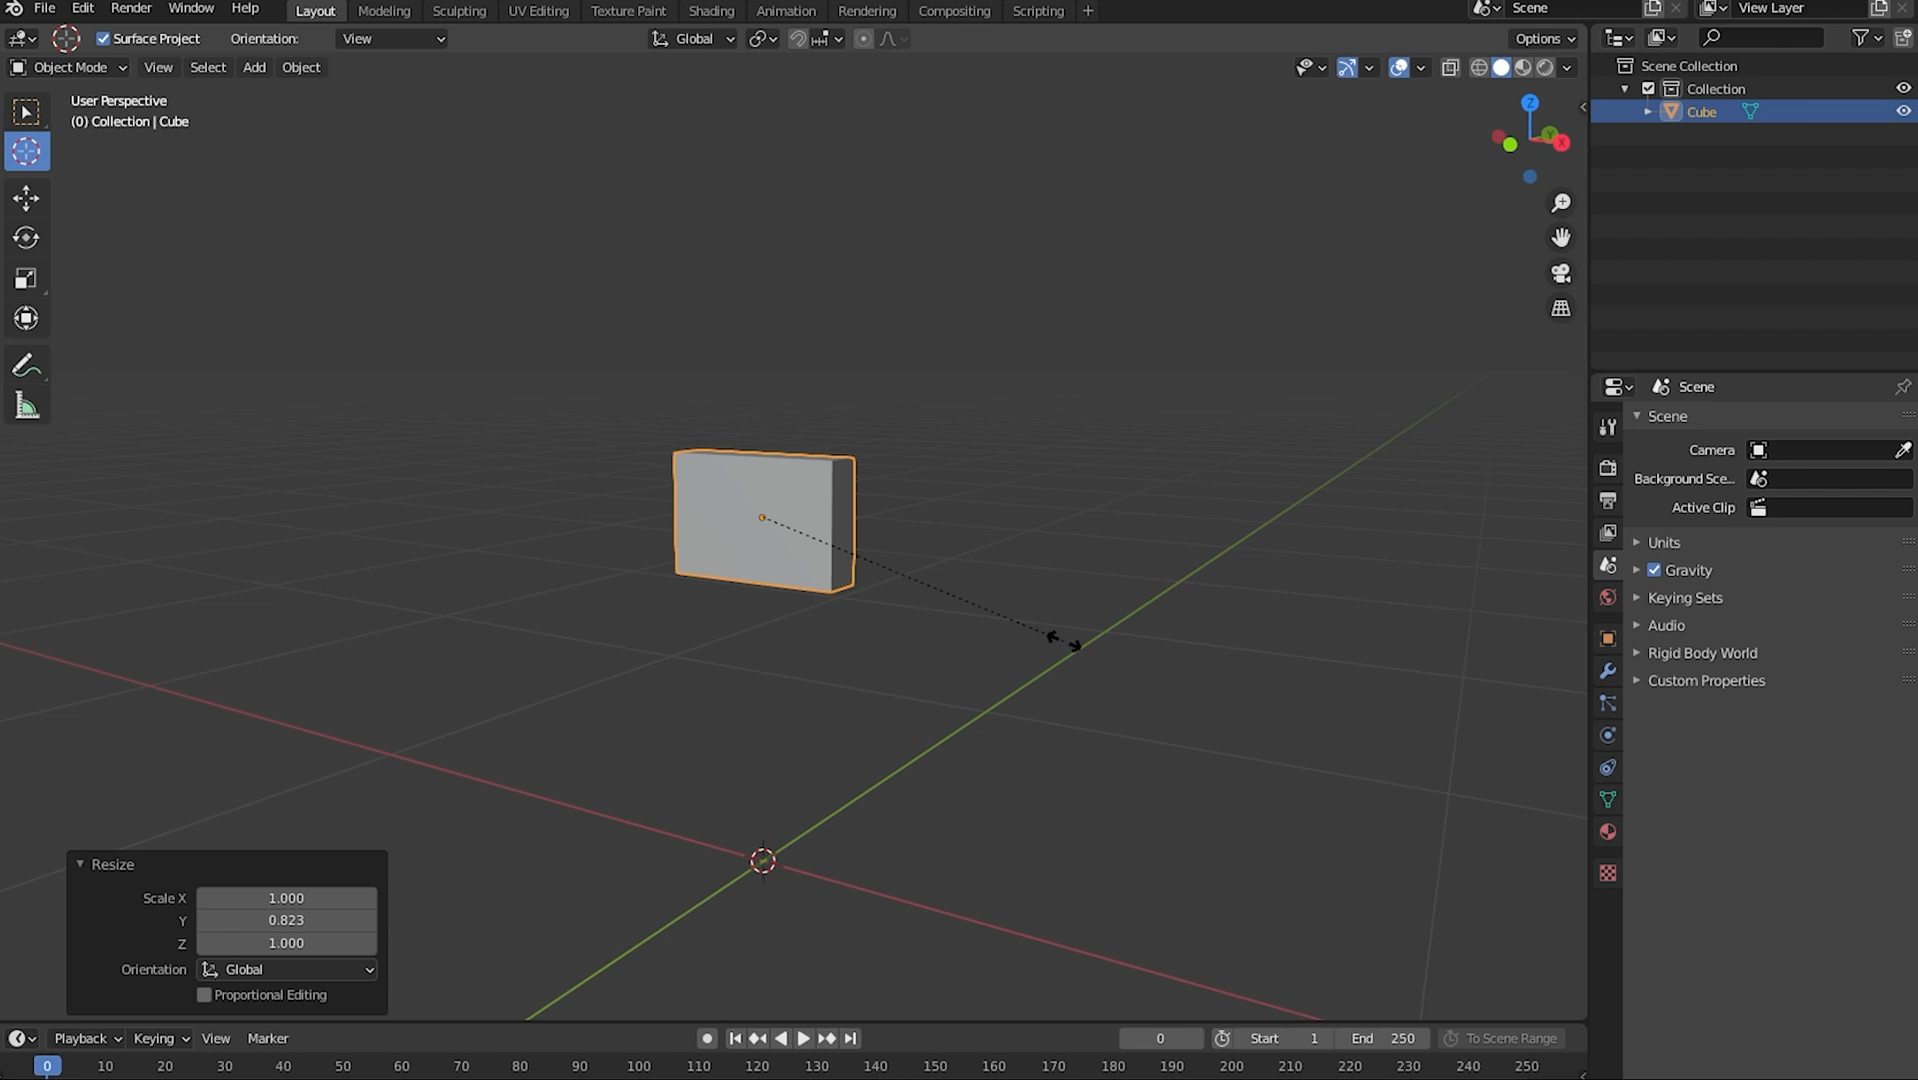 File Edit Render Window Help Layout Modeling Sculpting UV Editing Texture Paint Shading Animation Rendering Compositing Scripting + Scene View Layer
Surface Project Orientation: View Global Options
Object Mode View Select Add Object
User Perspective
(0) Collection | Cube
Z
Y
X
Scene Collection
Collection
Cube
Scene
Scene
Camera
Background Sce...
Active Clip
Units
Gravity
Keying Sets
Audio
Rigid Body World
Custom Properties
Resize
Scale X 1.000
Y 0.823
Z 1.000
Orientation Global
Proportional Editing
Playback Keying View Marker 0 Start 1 End 250 To Scene Range
0 10 20 30 40 50 60 70 80 90 100 110 120 130 140 150 160 170 180 190 200 210 220 230 240 250